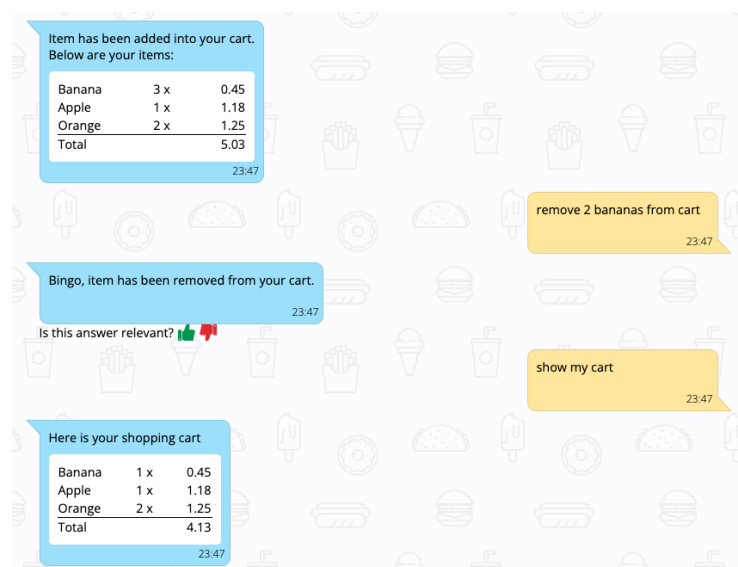 Item has been added into your cart.
Below are your items:
Banana 3 x 0.45
Apple 1 x 1.18
Orange 2 x 1.25
Total 5.03
23:47
remove 2 bananas from cart
23:47
Bingo, item has been removed from your cart.
23:47
Is this answer relevant?
show my cart
23:47
Here is your shopping cart
Banana 1 x 0.45
Apple 1 x 1.18
Orange 2 x 1.25
Total 4.13
23:47